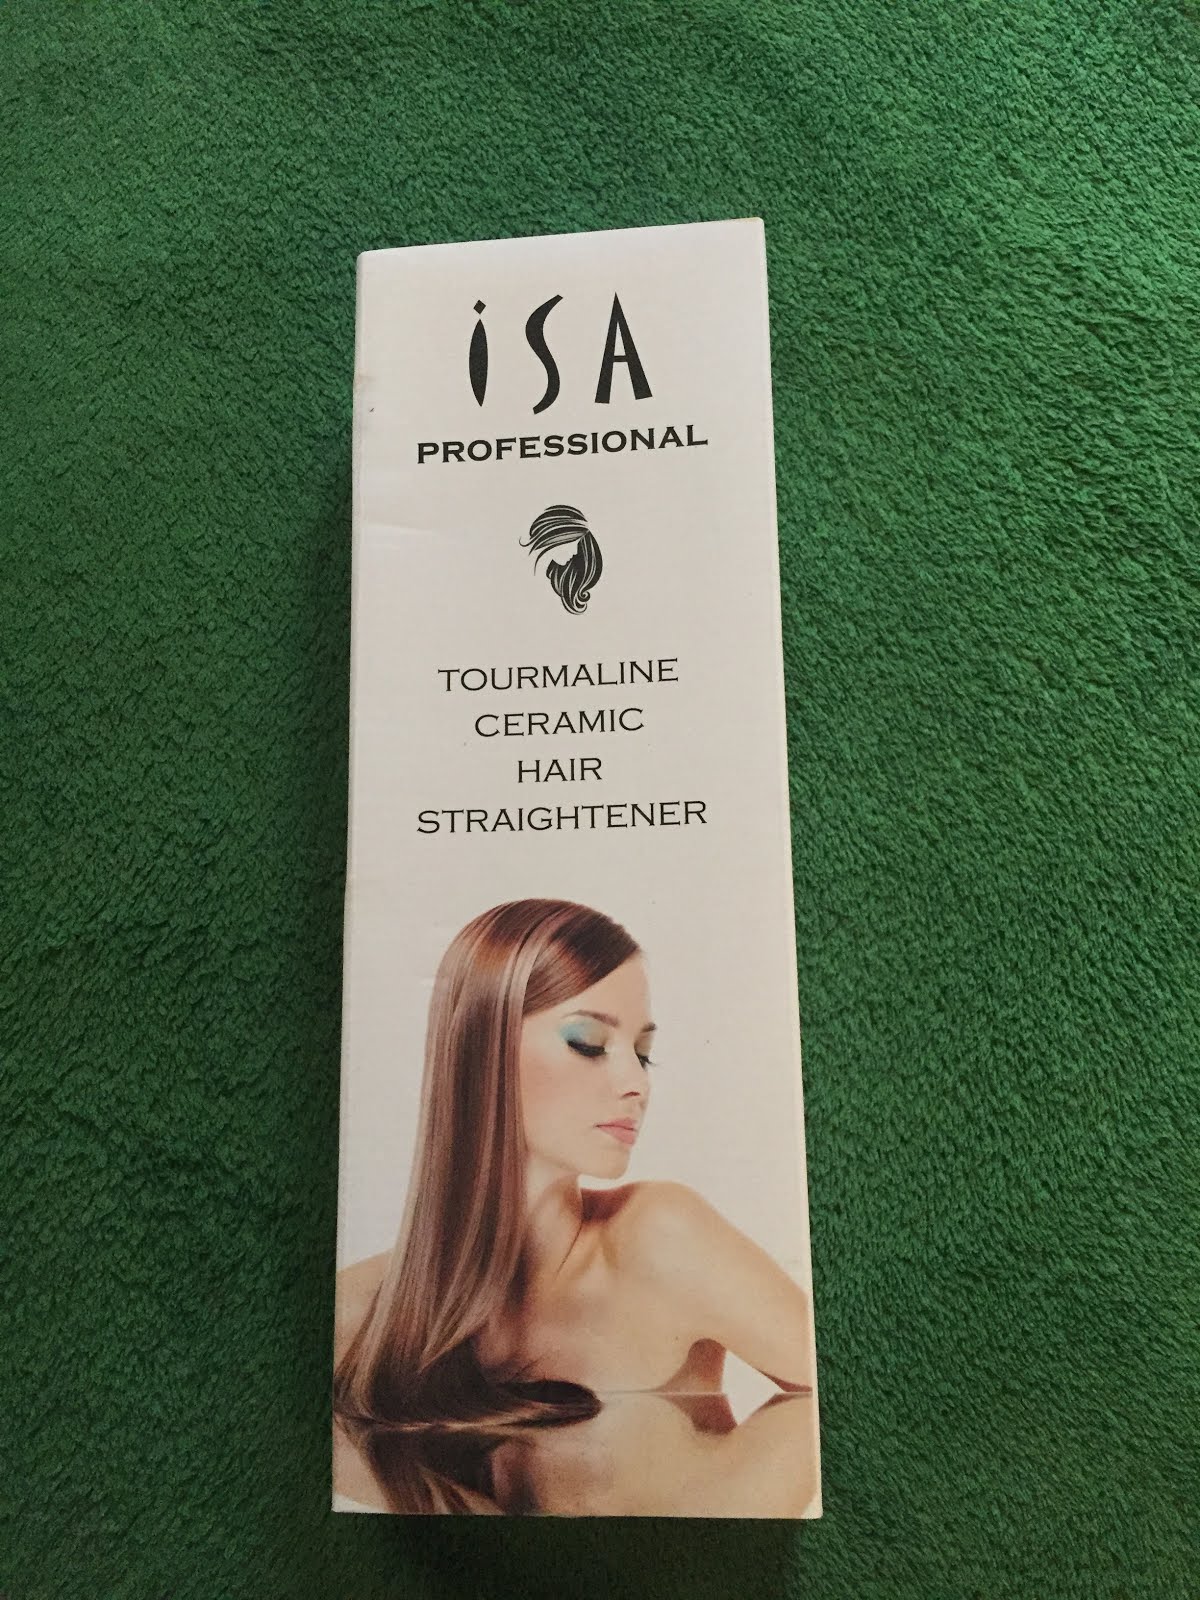 iSA
PROFESSIONAL
TOURMALINE
CERAMIC
HAIR
STRAIGHTENER